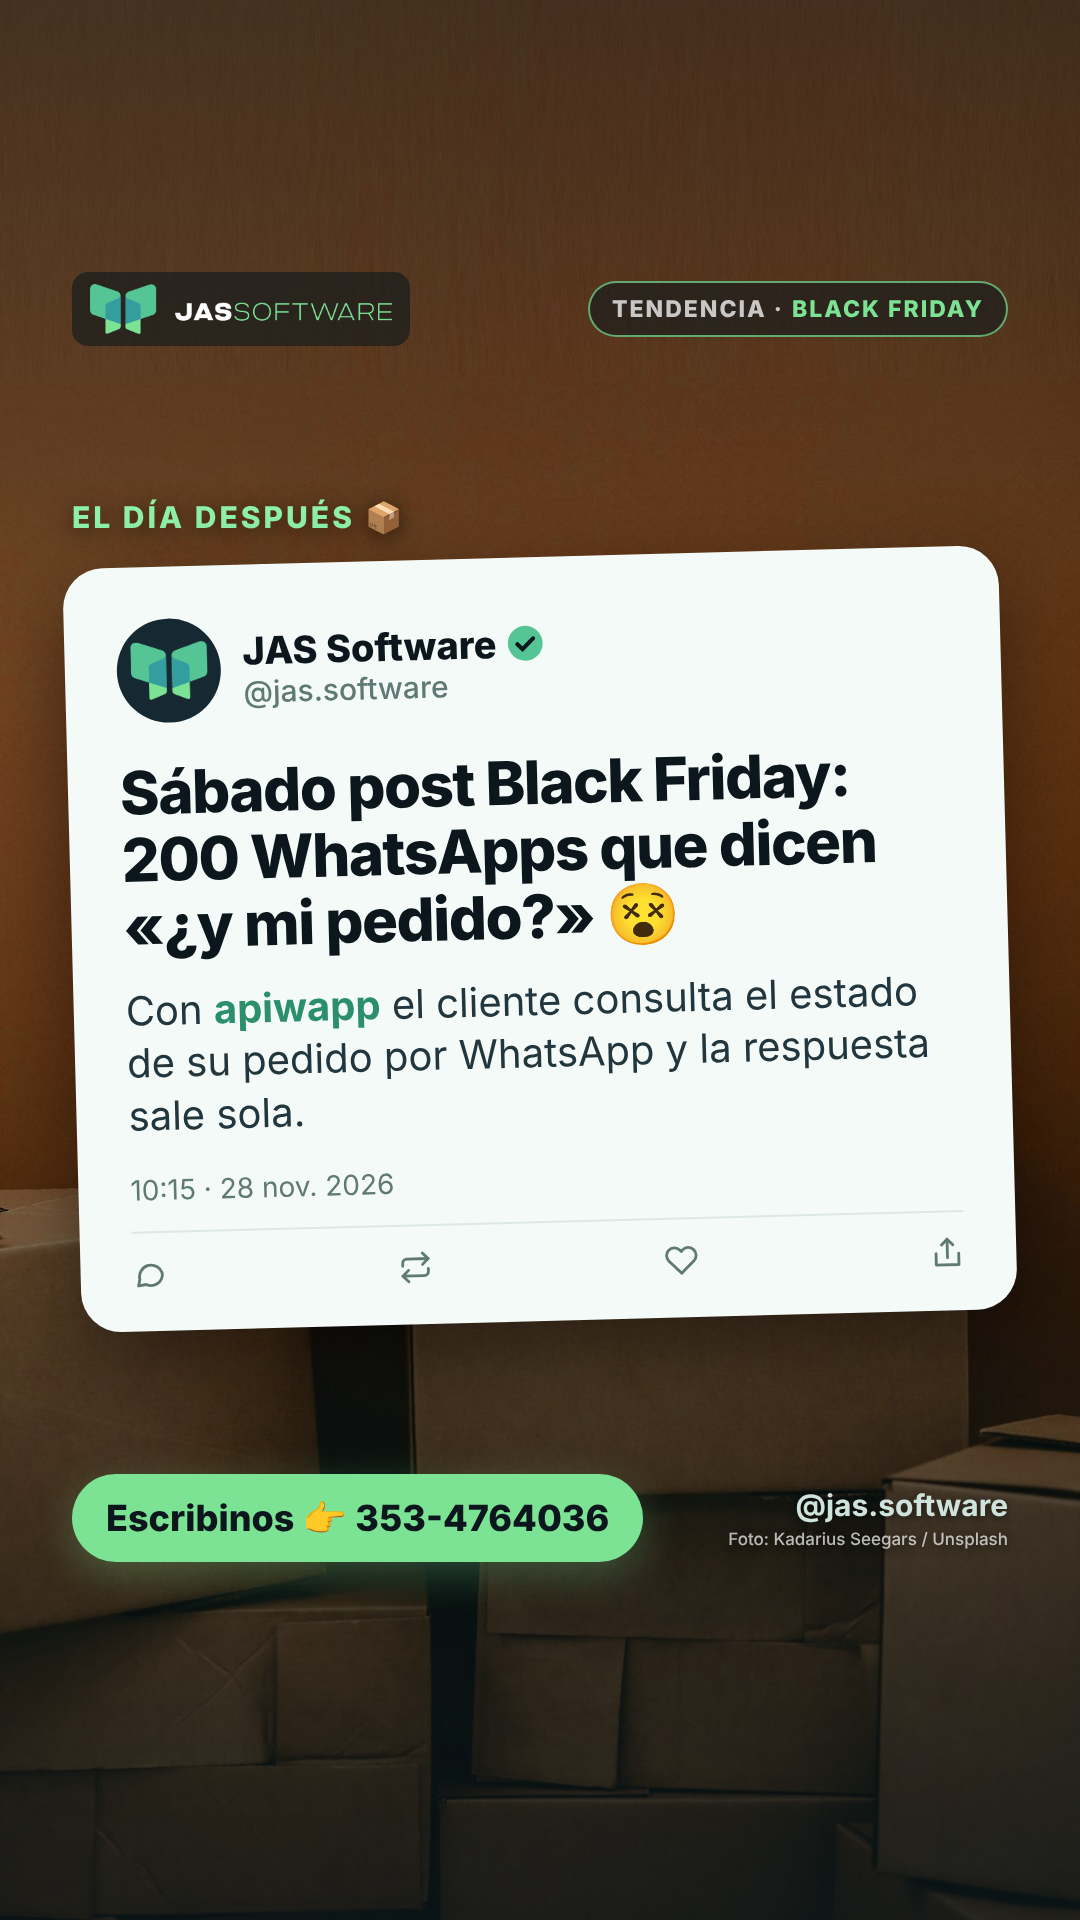 JASSOFTWARE
TENDENCIA · BLACK FRIDAY
EL DÍA DESPUÉS 📦
JAS Software
@jas.software
Sábado post Black Friday:
200 WhatsApps que dicen
«¿y mi pedido?» 😵
Con apiwapp el cliente consulta el estado
de su pedido por WhatsApp y la respuesta
sale sola.
10:15 · 28 nov. 2026
Escribinos 👉 353-4764036
@jas.software
Foto: Kadarius Seegars / Unsplash